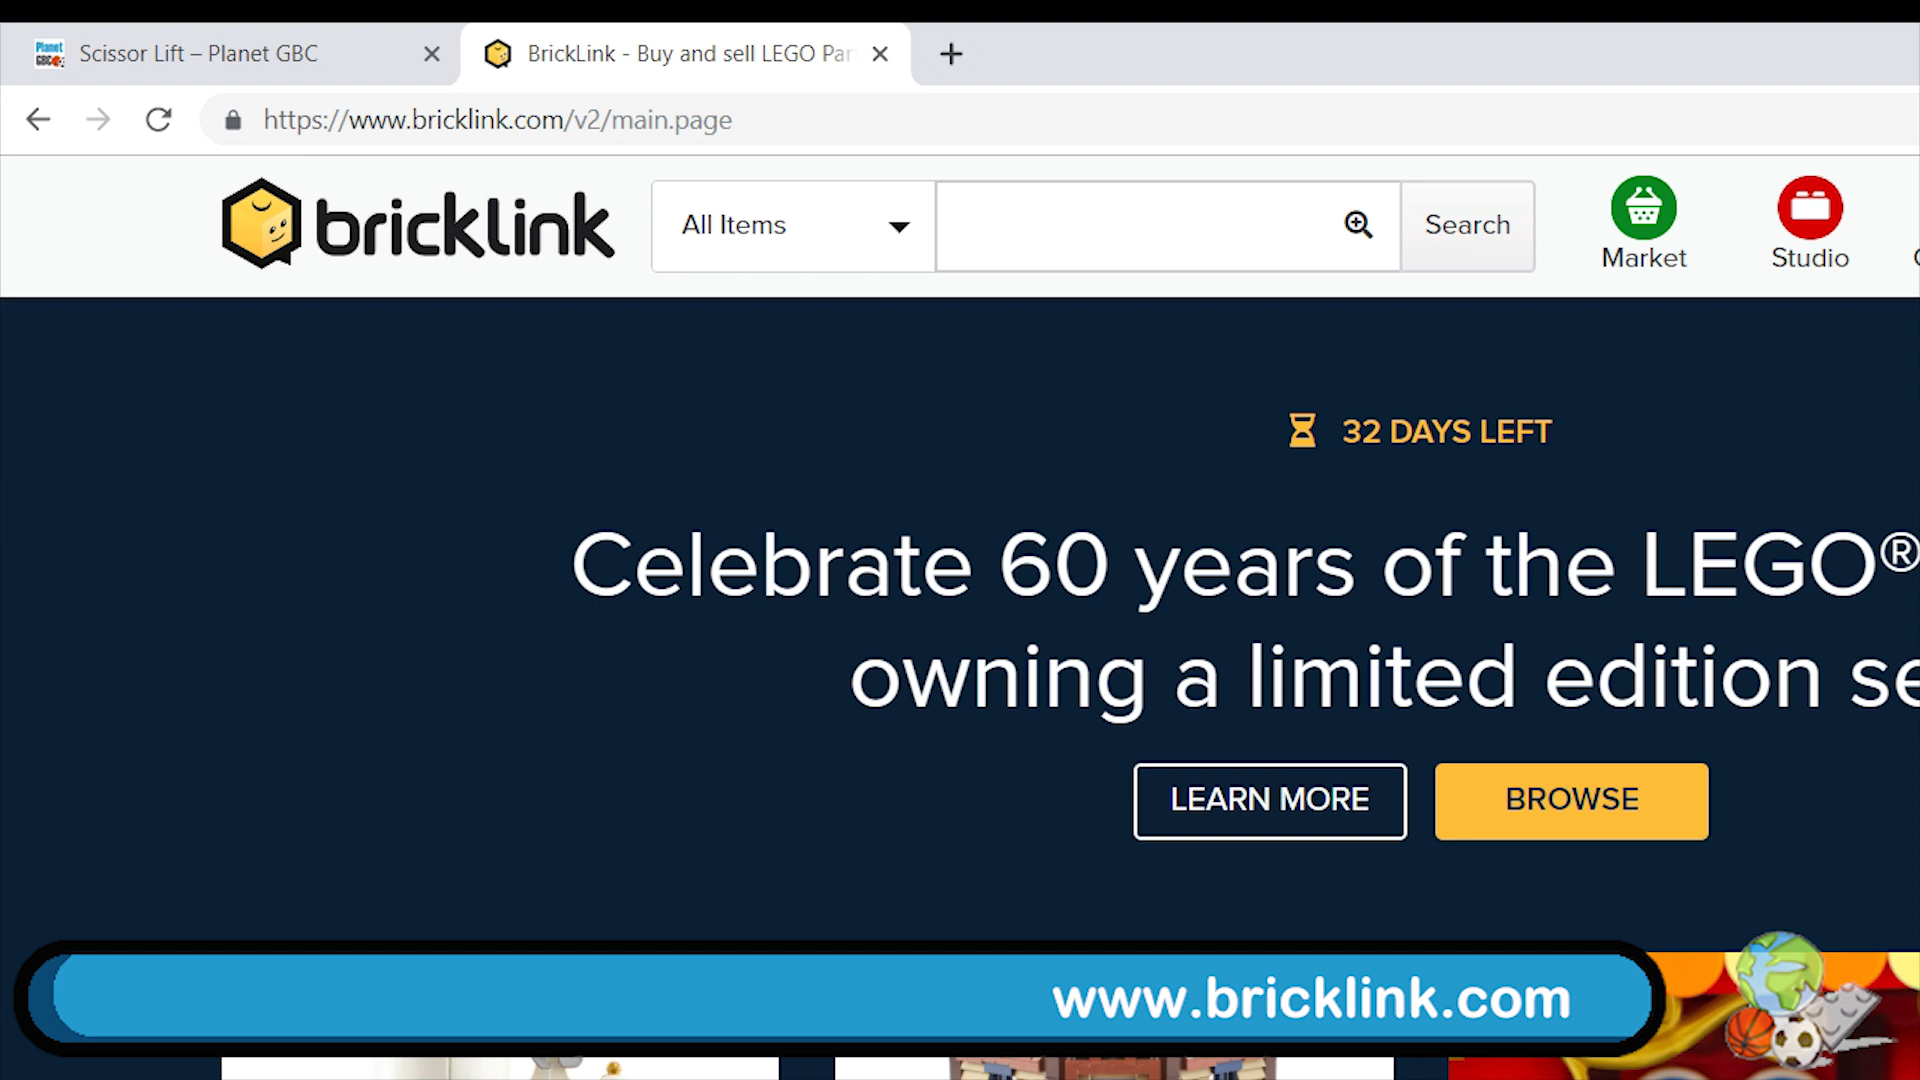 Planet GBC
Scissor Lift – Planet GBC
BrickLink - Buy and sell LEGO Par
https://www.bricklink.com/v2/main.page
bricklink
All Items
Search
Market
Studio
32 DAYS LEFT
Celebrate 60 years of the LEGO®
owning a limited edition se
LEARN MORE
BROWSE
www.bricklink.com